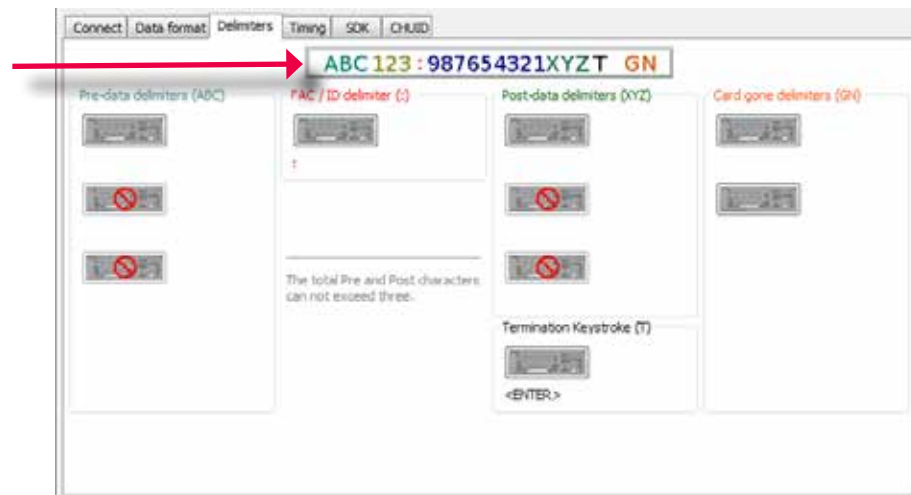 Connect Data format Delimiters Timing SDK CHUID
ABC 123 : 987654321XYZT GN
Pre-data delimiters (ABC) FAC / ID delimiter (:) Post-data delimiters (XYZ) Card gone delimiters (GN)
:
The total Pre and Post characters
can not exceed three.
Termination Keystroke (T)
<ENTER>